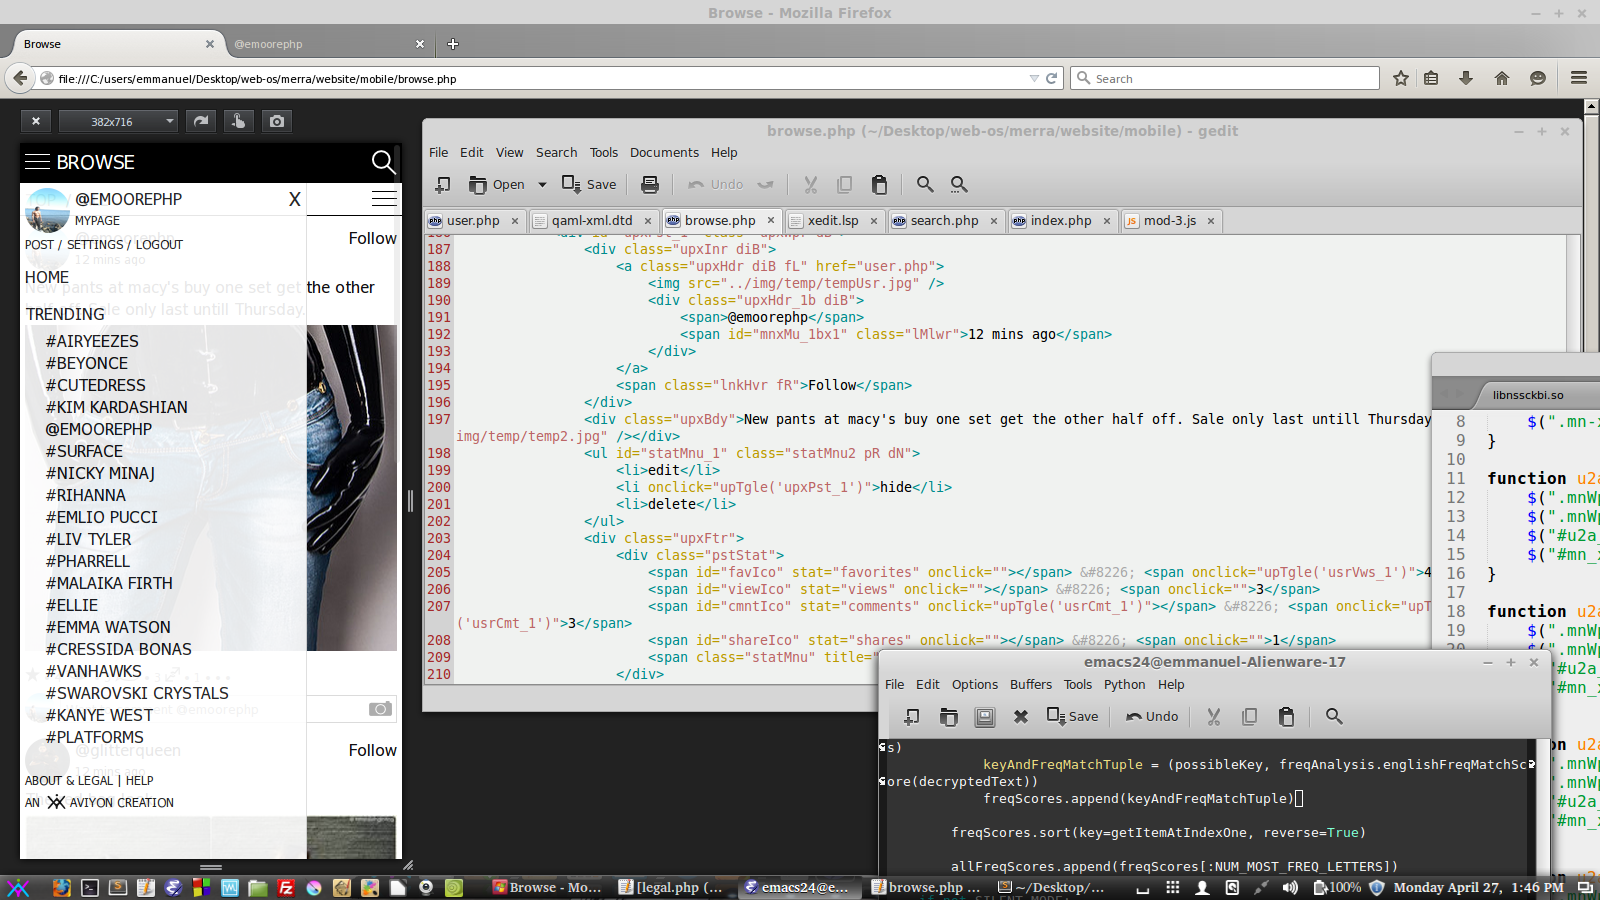 Browse - Mozilla Firefox
Browse
@emoorephp
file:///C:/users/emmanuel/Desktop/web-os/merra/website/mobile/browse.php
Search
382x716
BROWSE
@EMOOREPHP X
MYPAGE
POST / SETTINGS / LOGOUT
Follow
12 mins ago
HOME
New pants at macy's buy one set get the other
half off. Sale only last untill Thursday.
TRENDING
#AIRYEEZES
#BEYONCE
#CUTEDRESS
#KIM KARDASHIAN
@EMOOREPHP
#SURFACE
#NICKY MINAJ
#RIHANNA
#EMLIO PUCCI
#LIV TYLER
#PHARRELL
#MALAIKA FIRTH
#ELLIE
#EMMA WATSON
#CRESSIDA BONAS
#VANHAWKS
#SWAROVSKI CRYSTALS
#KANYE WEST
@emoorephp
#PLATFORMS
@glitterqueen
Follow
12 mins ago
ABOUT & LEGAL | HELP
AN AVIYON CREATION
browse.php (~/Desktop/web-os/merra/website/mobile) - gedit
File Edit View Search Tools Documents Help
Open Save Undo
user.php qaml-xml.dtd browse.php xedit.lsp search.php index.php mod-3.js
187 <div class="upxInr diB">
188 <a class="upxHdr diB fL" href="user.php">
189 <img src="../img/temp/tempUsr.jpg" />
190 <div class="upxHdr_1b diB">
191 <span>@emoorephp</span>
192 <span id="mnxMu_1bx1" class="lMlwr">12 mins ago</span>
193 </div>
194 </a>
195 <span class="lnkHvr fR">Follow</span>
196 </div>
197 <div class="upxBdy">New pants at macy's buy one set get the other half off. Sale only last untill Thursday
img/temp/temp2.jpg" /></div>
198 <ul id="statMnu_1" class="statMnu2 pR dN">
199 <li>edit</li>
200 <li onclick="upTgle('upxPst_1')">hide</li>
201 <li>delete</li>
202 </ul>
203 <div class="upxFtr">
204 <div class="pstStat">
205 <span id="favIco" stat="favorites" onclick=""></span> &#8226; <span onclick="upTgle('usrVws_1')">4
206 <span id="viewIco" stat="views" onclick=""></span> &#8226; <span onclick="">3</span>
207 <span id="cmntIco" stat="comments" onclick="upTgle('usrCmt_1')"></span> &#8226; <span onclick="upT
('usrCmt_1')">3</span>
208 <span id="shareIco" stat="shares" onclick=""></span> &#8226; <span onclick="">1</span>
209 <span class="statMnu" title="
210 </div>
libnssckbi.so
8 $(".mn-x
9 }
10
11 function u2a
12 $(".mnWp
13 $(".mnWp
14 $("#u2a_
15 $("#mn_x
16 }
17
18 function u2a
19 $(".mnWp
emacs24@emmanuel-Alienware-17
File Edit Options Buffers Tools Python Help
Save Undo
s)
keyAndFreqMatchTuple = (possibleKey, freqAnalysis.englishFreqMatchSc
ore(decryptedText))
freqScores.append(keyAndFreqMatchTuple)
freqScores.sort(key=getItemAtIndexOne, reverse=True)
allFreqScores.append(freqScores[:NUM_MOST_FREQ_LETTERS])
Browse - Mo... [legal.php (... emacs24@e... browse.php ... ~/Desktop/... 100% Monday April 27, 1:46 PM